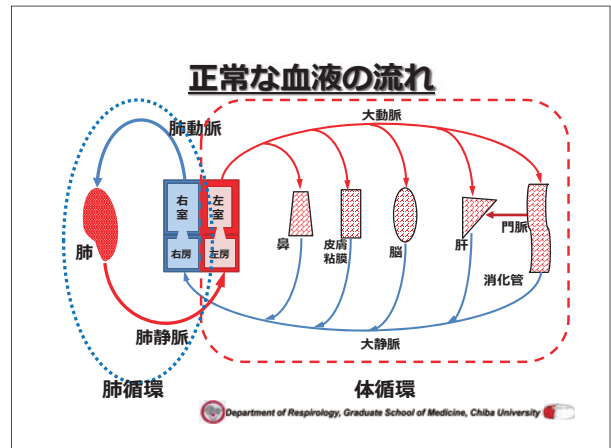 正常な血液の流れ
大動脈
肺動脈
右室
左室
右房
左房
肺
鼻
皮膚
粘膜
脳
肝
門脈
消化管
肺静脈
大静脈
肺循環
体循環
Department of Respirology, Graduate School of Medicine, Chiba University